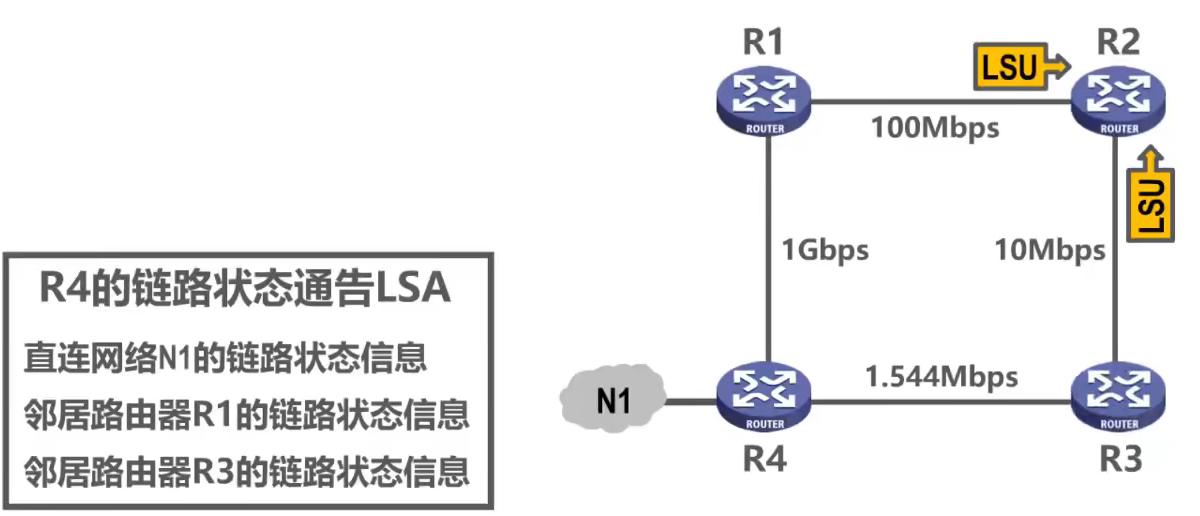 R1
R2
LSU
ROUTER
ROUTER
100Mbps
LSU
1Gbps
10Mbps
R4的链路状态通告LSA
直连网络N1的链路状态信息
邻居路由器R1的链路状态信息
邻居路由器R3的链路状态信息
N1
1.544Mbps
ROUTER
ROUTER
R4
R3